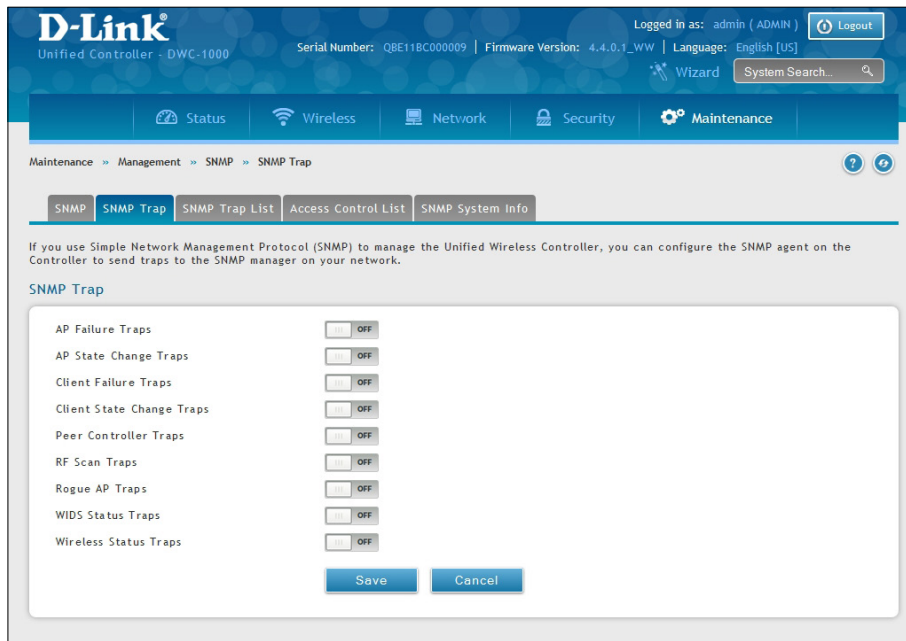 D-Link®
Unified Controller - DWC-1000
Logged in as: admin ( ADMIN ) Logout
Serial Number: QBE11BC000009 | Firmware Version: 4.4.0.1_WW | Language: English [US]
Wizard System Search...
Status Wireless Network Security Maintenance
Maintenance » Management » SNMP » SNMP Trap
?
SNMP SNMP Trap SNMP Trap List Access Control List SNMP System Info
If you use Simple Network Management Protocol (SNMP) to manage the Unified Wireless Controller, you can configure the SNMP agent on the
Controller to send traps to the SNMP manager on your network.
SNMP Trap
AP Failure Traps OFF
AP State Change Traps OFF
Client Failure Traps OFF
Client State Change Traps OFF
Peer Controller Traps OFF
RF Scan Traps OFF
Rogue AP Traps OFF
WIDS Status Traps OFF
Wireless Status Traps OFF
Save Cancel